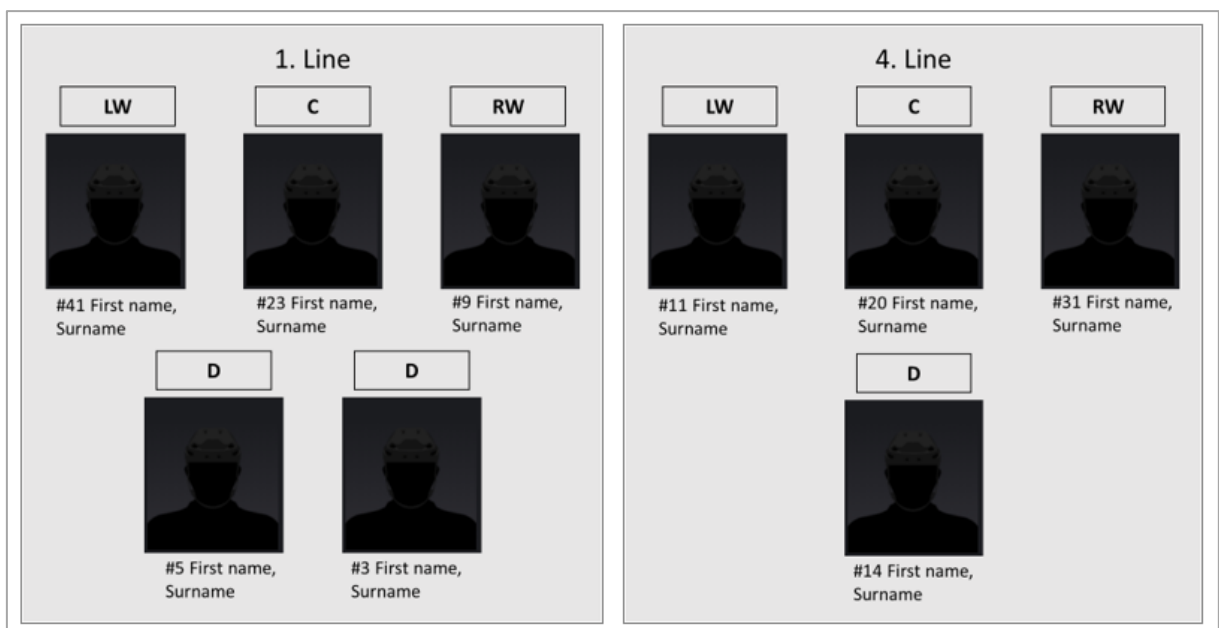 1. Line
LW
C
RW
#41 First name,
Surname
#23 First name,
Surname
#9 First name,
Surname
D
D
#5 First name,
Surname
#3 First name,
Surname
4. Line
LW
C
RW
#11 First name,
Surname
#20 First name,
Surname
#31 First name,
Surname
D
#14 First name,
Surname